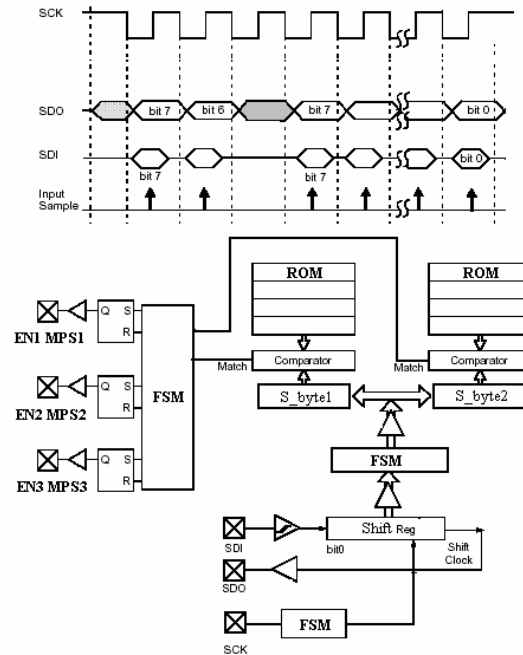 SCK
SDO
bit 7
bit 6
bit 7
bit 0
SDI
bit 7
bit 7
bit 0
Input
Sample
ROM
ROM
Q S
R
EN1 MPS1
FSM
Match
Comparator
Match
Comparator
S_byte1
S_byte2
Q S
R
EN2 MPS2
FSM
Q S
R
EN3 MPS3
SDI
bit0
Shift Reg
Shift
Clock
SDO
FSM
SCK